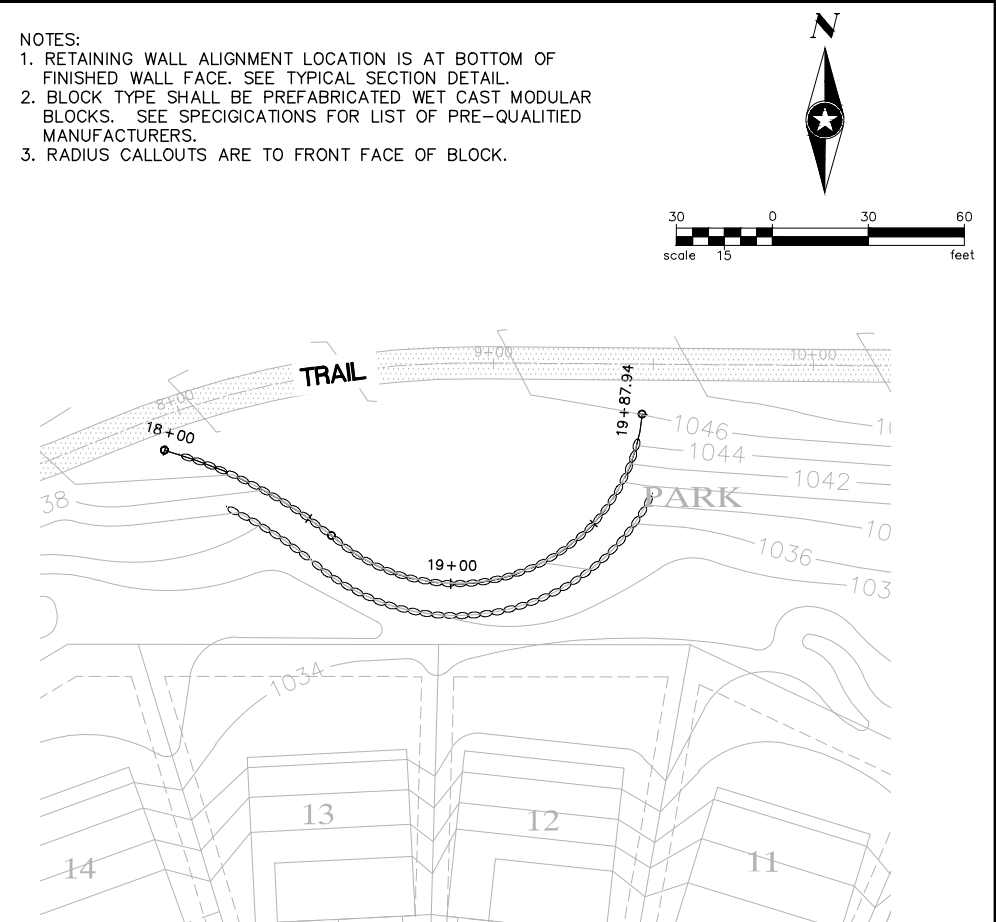 NOTES:
1. RETAINING WALL ALIGNMENT LOCATION IS AT BOTTOM OF
FINISHED WALL FACE. SEE TYPICAL SECTION DETAIL.
2. BLOCK TYPE SHALL BE PREFABRICATED WET CAST MODULAR
BLOCKS. SEE SPECIGICATIONS FOR LIST OF PRE-QUALITIED
MANUFACTURERS.
3. RADIUS CALLOUTS ARE TO FRONT FACE OF BLOCK.
N
30 0 30 60
scale 15 feet
9+00
10+00
TRAIL
8+00
19+87.94
18+00
1046
1044
1042
38
PARK
10
1036
19+00
103
1034
13
12
14
11